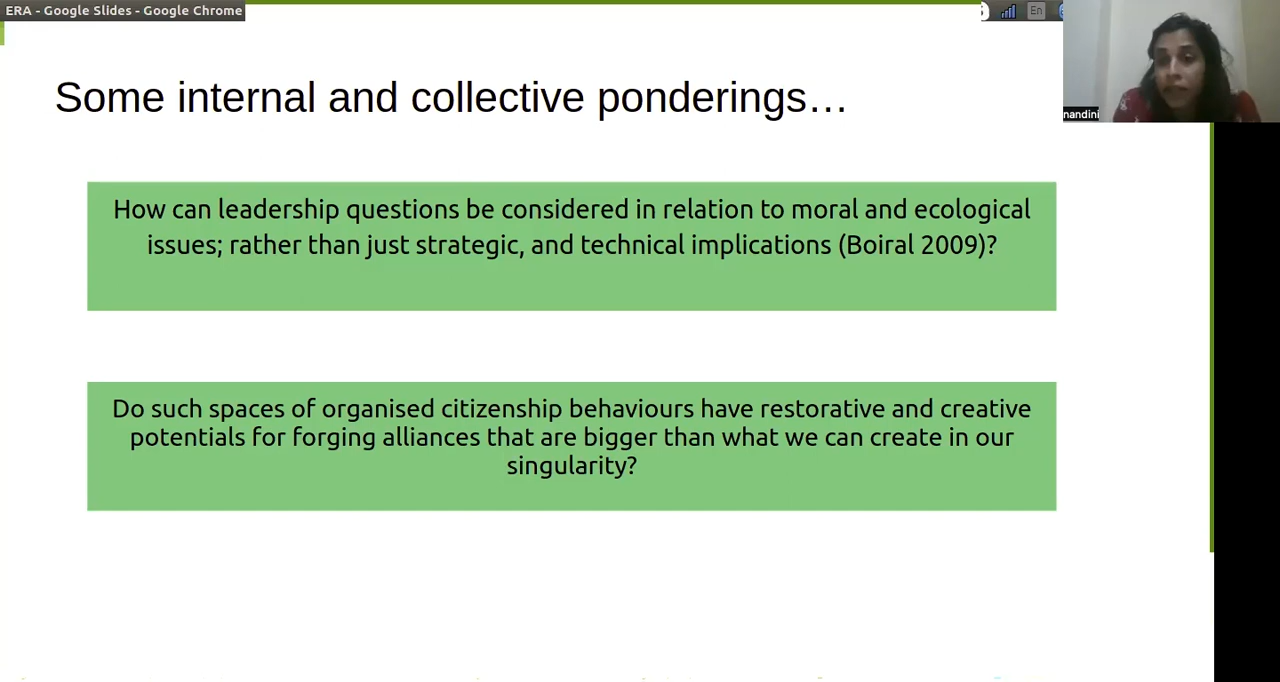 ERA - Google Slides - Google Chrome
En
nandini
Some internal and collective ponderings…
How can leadership questions be considered in relation to moral and ecological
issues; rather than just strategic, and technical implications (Boiral 2009)?
Do such spaces of organised citizenship behaviours have restorative and creative
potentials for forging alliances that are bigger than what we can create in our
singularity?